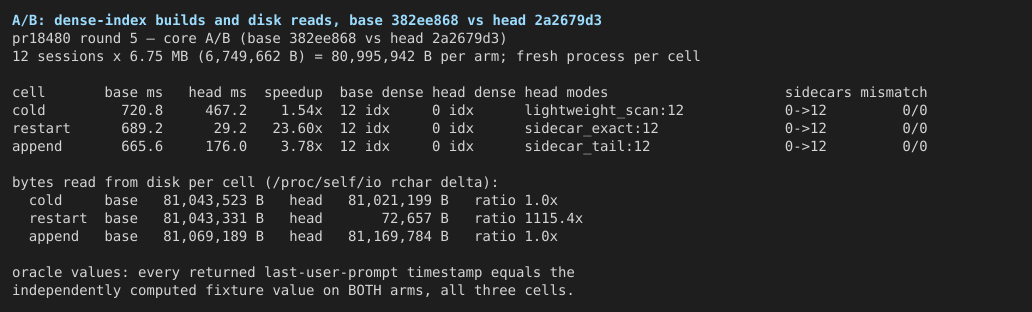 A/B: dense-index builds and disk reads, base 382ee868 vs head 2a2679d3
pr18480 round 5 — core A/B (base 382ee868 vs head 2a2679d3)
12 sessions x 6.75 MB (6,749,662 B) = 80,995,942 B per arm; fresh process per cell
cell base ms head ms speedup base dense head dense head modes sidecars mismatch
cold 720.8 467.2 1.54x 12 idx 0 idx lightweight_scan:12 0->12 0/0
restart 689.2 29.2 23.60x 12 idx 0 idx sidecar_exact:12 0->12 0/0
append 665.6 176.0 3.78x 12 idx 0 idx sidecar_tail:12 0->12 0/0
bytes read from disk per cell (/proc/self/io rchar delta):
cold base 81,043,523 B head 81,021,199 B ratio 1.0x
restart base 81,043,331 B head 72,657 B ratio 1115.4x
append base 81,069,189 B head 81,169,784 B ratio 1.0x
oracle values: every returned last-user-prompt timestamp equals the
independently computed fixture value on BOTH arms, all three cells.